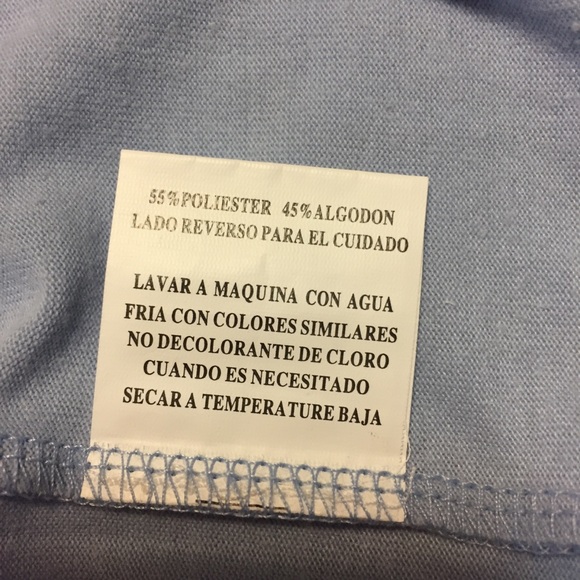 55%POLIESTER 45%ALGODON
LADO REVERSO PARA EL CUIDADO
LAVAR A MAQUINA CON AGUA
FRIA CON COLORES SIMILARES
NO DECOLORANTE DE CLORO
CUANDO ES NECESITADO
SECAR A TEMPERATURE BAJA